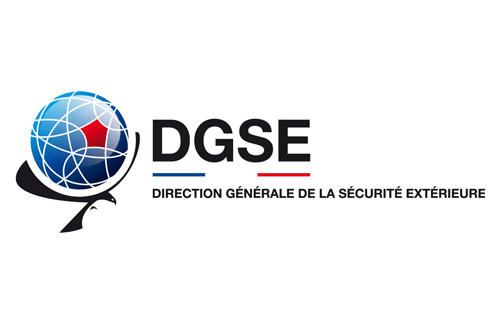 DGSE
DIRECTION GÉNÉRALE DE LA SÉCURITÉ EXTÉRIEURE